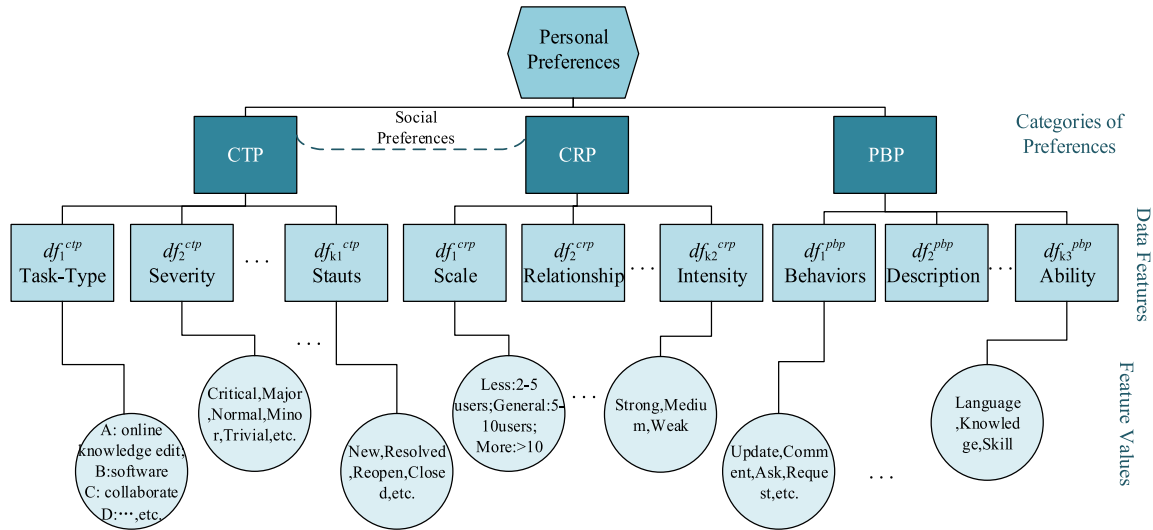 Personal
Preferences
Social
Preferences
CTP
CRP
PBP
Categories of
Preferences
df₁ᶜᵗᵖ
Task-Type
df₂ᶜᵗᵖ
Severity
...
dfₖ₁ᶜᵗᵖ
Stauts
df₁ᶜʳᵖ
Scale
df₂ᶜʳᵖ
Relationship
...
dfₖ₂ᶜʳᵖ
Intensity
df₁ᵖᵇᵖ
Behaviors
df₂ᵖᵇᵖ
Description
...
dfₖ₃ᵖᵇᵖ
Ability
Data Features
A: online
knowledge edit,
B:software
C: collaborate
D:⋯,etc.
Critical,Major
,Normal,Mino
r,Trivial,etc.
...
New,Resolved
,Reopen,Close
d,etc.
Less:2-5
users;General:5-
10users;
More:>10
...
Strong,Mediu
m,Weak
...
Update,Comm
ent,Ask,Reque
st,etc.
...
Language
,Knowled
ge,Skill
Feature Values